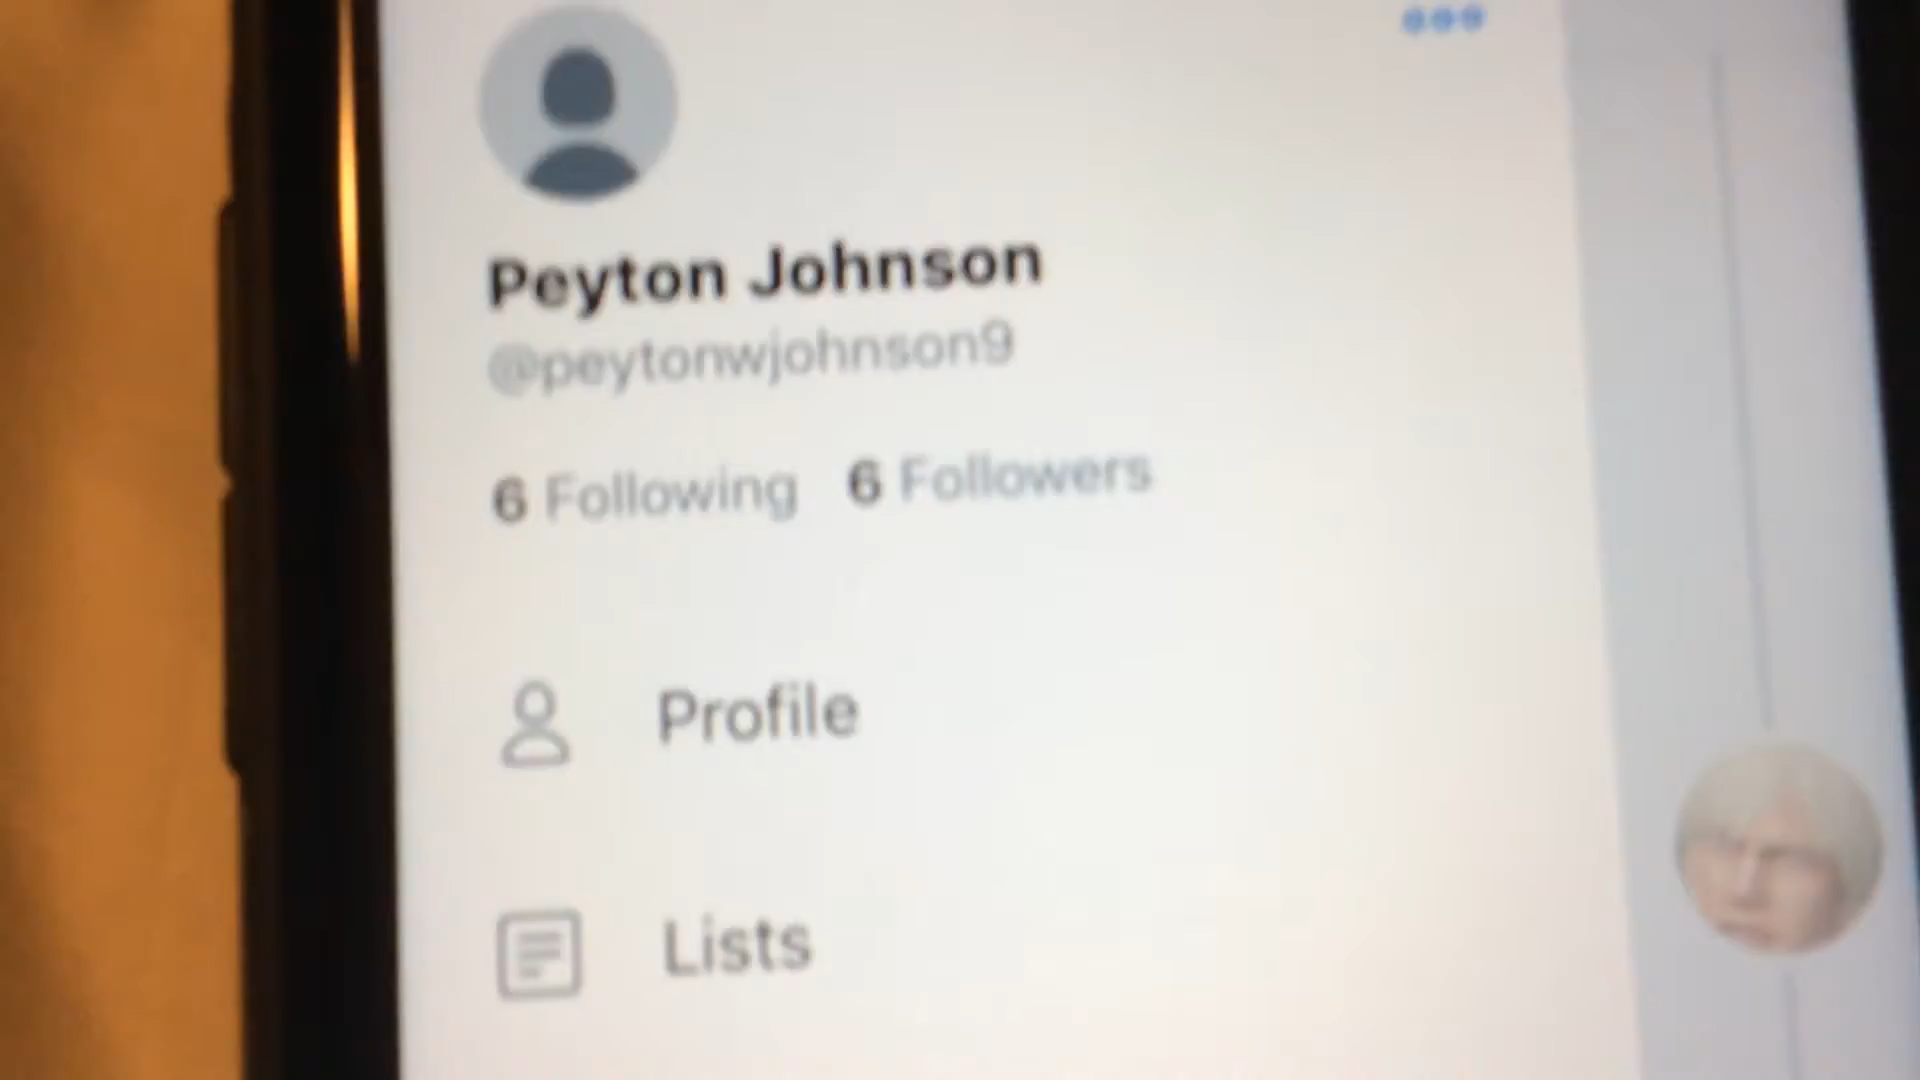 Peyton Johnson
@peytonwjohnson9
6 Following 6 Followers
Profile
Lists